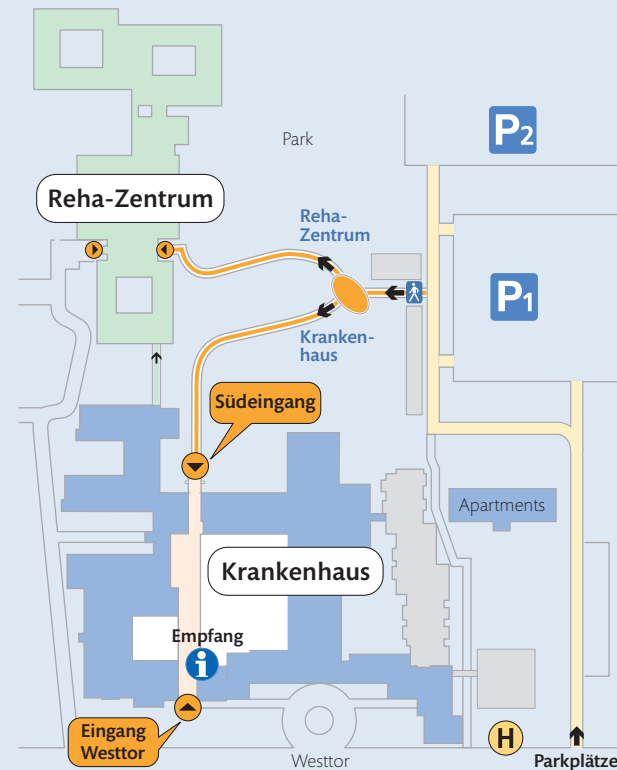 P2
Park
Reha-Zentrum
Reha-
Zentrum
P1
Kranken-
haus
Südeingang
Apartments
Krankenhaus
Empfang
i
Eingang
Westtor
H
Westtor
Parkplätze